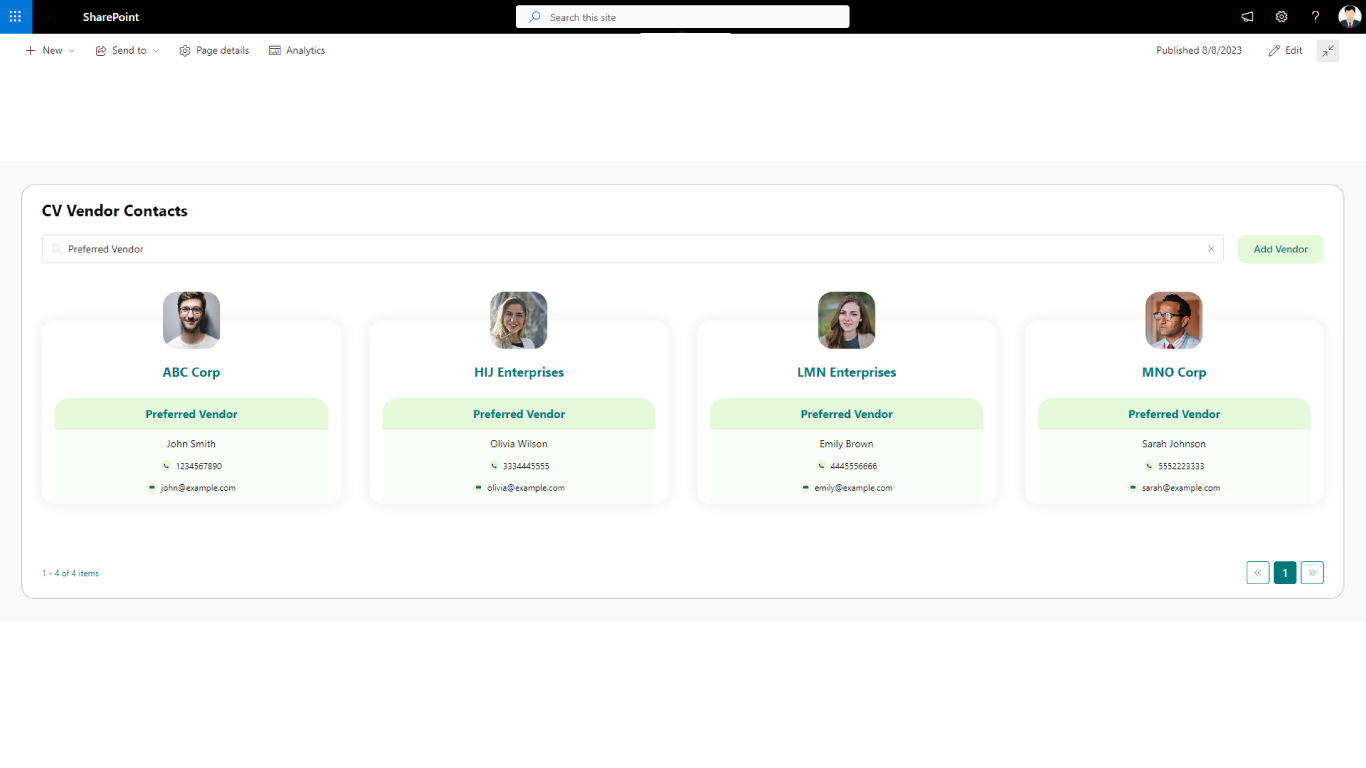 SharePoint
Search this site
New
Send to
Page details
Analytics
Published 8/8/2023
Edit
CV Vendor Contacts
Preferred Vendor
Add Vendor
ABC Corp
Preferred Vendor
John Smith
1234567890
john@example.com
HIJ Enterprises
Preferred Vendor
Olivia Wilson
3334445555
olivia@example.com
LMN Enterprises
Preferred Vendor
Emily Brown
4445556666
emily@example.com
MNO Corp
Preferred Vendor
Sarah Johnson
5552223333
sarah@example.com
1 - 4 of 4 items
« 1 »